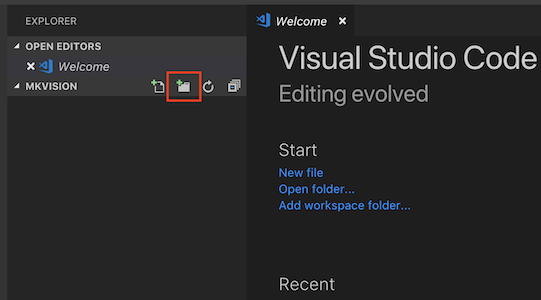 EXPLORER
OPEN EDITORS
Welcome
MKVISION
Welcome
Visual Studio Code
Editing evolved
Start
New file
Open folder...
Add workspace folder...
Recent